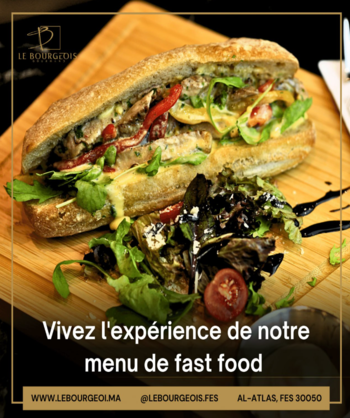 LE BOURGEOIS
Vivez l'expérience de notre
menu de fast food
WWW.LEBOURGEOI.MA @LEBOURGEOIS.FES AL-ATLAS, FES 30050